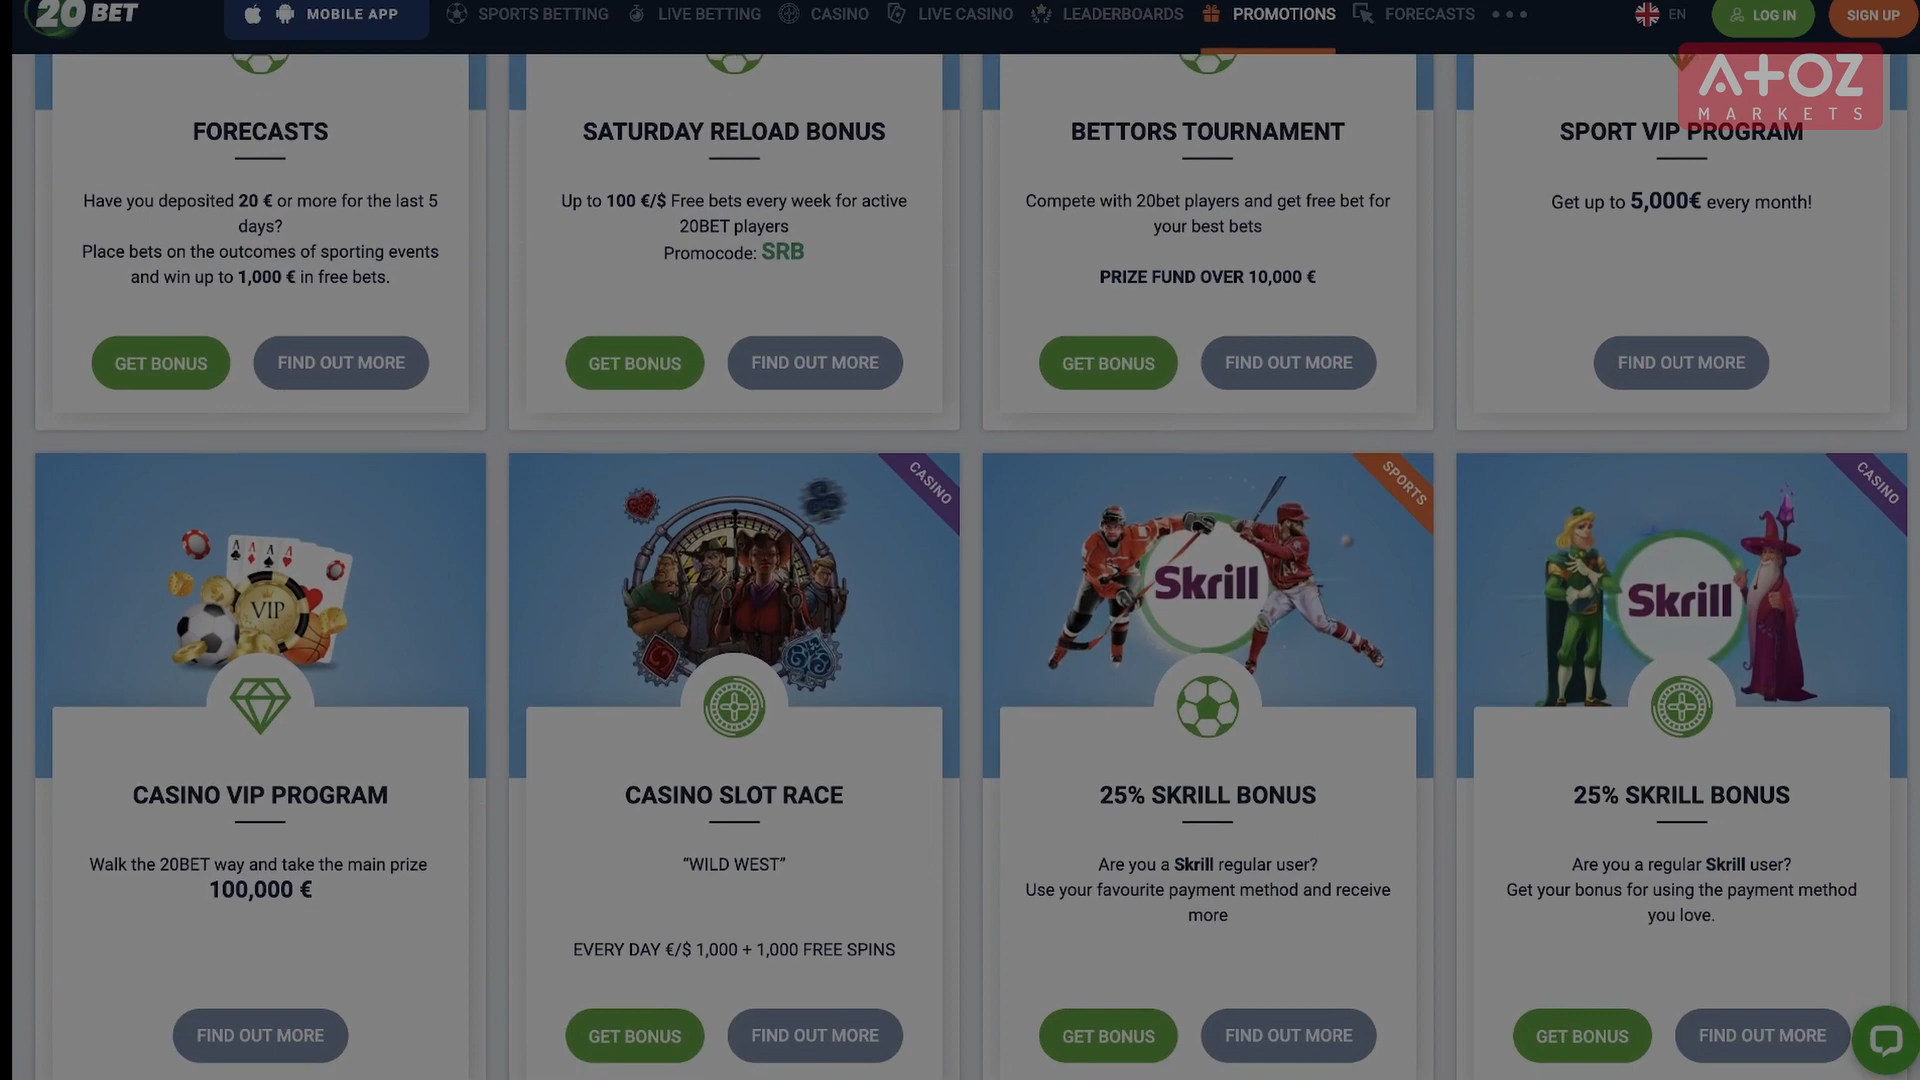 20 BET
MOBILE APP
SPORTS BETTING
LIVE BETTING
CASINO
LIVE CASINO
LEADERBOARDS
PROMOTIONS
FORECASTS
EN
LOG IN
SIGN UP
ATOZ
MARKETS
FORECASTS
Have you deposited 20 € or more for the last 5
days?
Place bets on the outcomes of sporting events
and win up to 1,000 € in free bets.
GET BONUS
FIND OUT MORE
SATURDAY RELOAD BONUS
Up to 100 €/$ Free bets every week for active
20BET players
Promocode: SRB
GET BONUS
FIND OUT MORE
BETTORS TOURNAMENT
Compete with 20bet players and get free bet for
your best bets
PRIZE FUND OVER 10,000 €
GET BONUS
FIND OUT MORE
SPORT VIP PROGRAM
Get up to 5,000€ every month!
FIND OUT MORE
A A A A
VIP
CASINO VIP PROGRAM
Walk the 20BET way and take the main prize
100,000 €
FIND OUT MORE
CASINO
CASINO SLOT RACE
“WILD WEST”
EVERY DAY €/$ 1,000 + 1,000 FREE SPINS
GET BONUS
FIND OUT MORE
SPORTS
Skrill
25% SKRILL BONUS
Are you a Skrill regular user?
Use your favourite payment method and receive
more
GET BONUS
FIND OUT MORE
CASINO
Skrill
25% SKRILL BONUS
Are you a regular Skrill user?
Get your bonus for using the payment method
you love.
GET BONUS
FIND OUT MORE